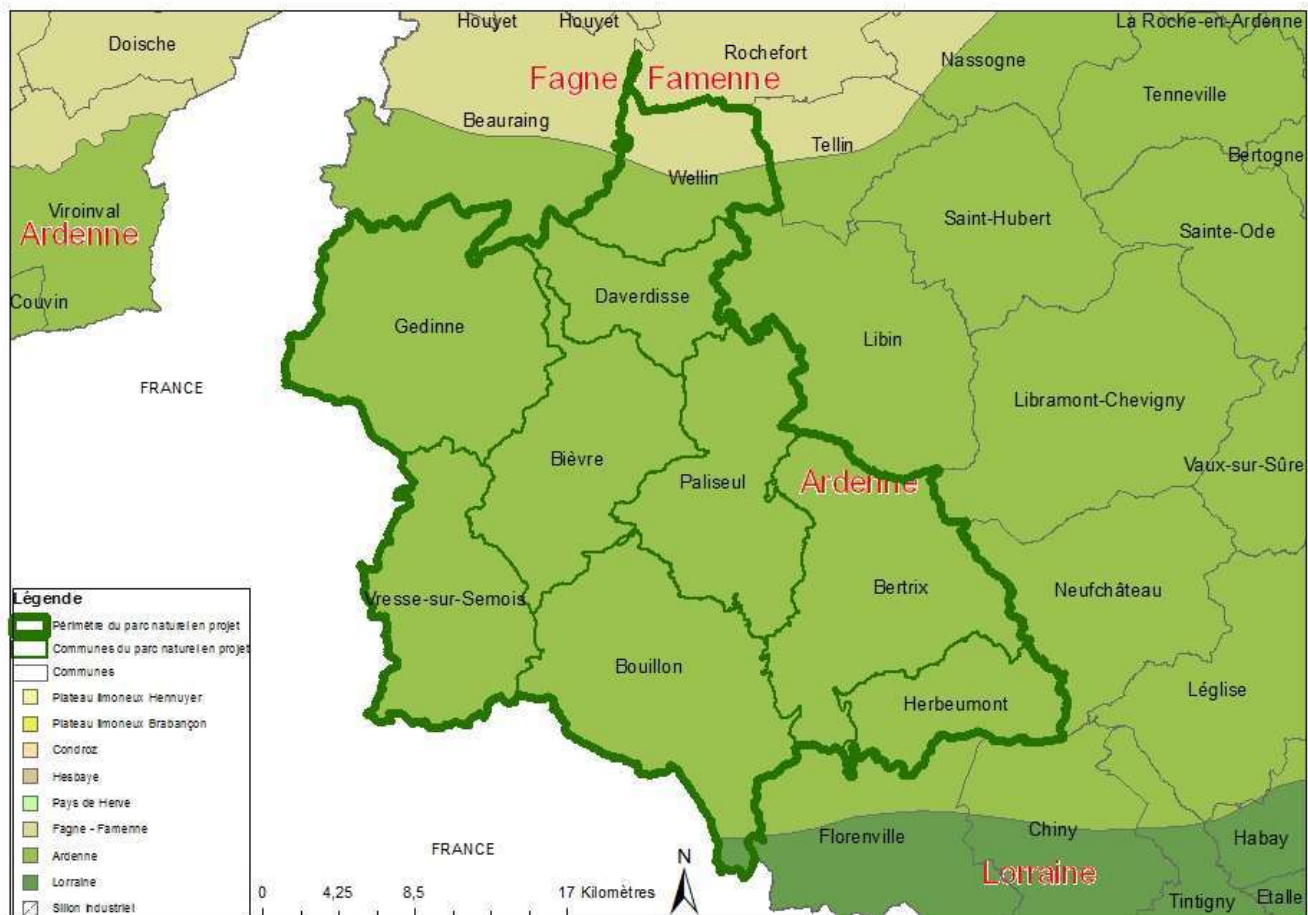 Houyet
Houyet
La Roche-en-Ardenne
Doische
Rochefort
Nassogne
Fagne - Famenne
Tenneville
Beauraing
Tellin
Bertogne
Wellin
Viroinval
Ardenne
Saint-Hubert
Sainte-Ode
Couvin
Daverdisse
Gedinne
Libin
FRANCE
Libramont-Chevigny
Bièvre
Paliseul
Ardenne
Vaux-sur-Sûre
Vresse-sur-Semois
Bertrix
Neufchâteau
Bouillon
Herbeumont
Léglise
Florenville
Chiny
Habay
FRANCE
Lorraine
Tintigny
Etalle
Légende
Périmètre du parc naturel en projet
Communes du parc naturel en projet
Communes
Plateau limoneux Hennuyer
Plateau limoneux Brabançon
Condroz
Hesbaye
Pays de Herve
Fagne - Famenne
Ardenne
Lorraine
Sillon industriel
0 4,25 8,5 17 Kilomètres
N